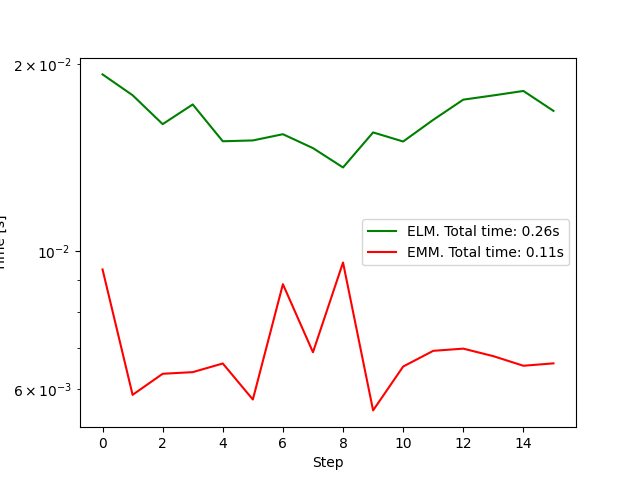 2 × 10⁻²
10⁻²
6 × 10⁻³
Time [s]
ELM. Total time: 0.26s
EMM. Total time: 0.11s
0 2 4 6 8 10 12 14
Step